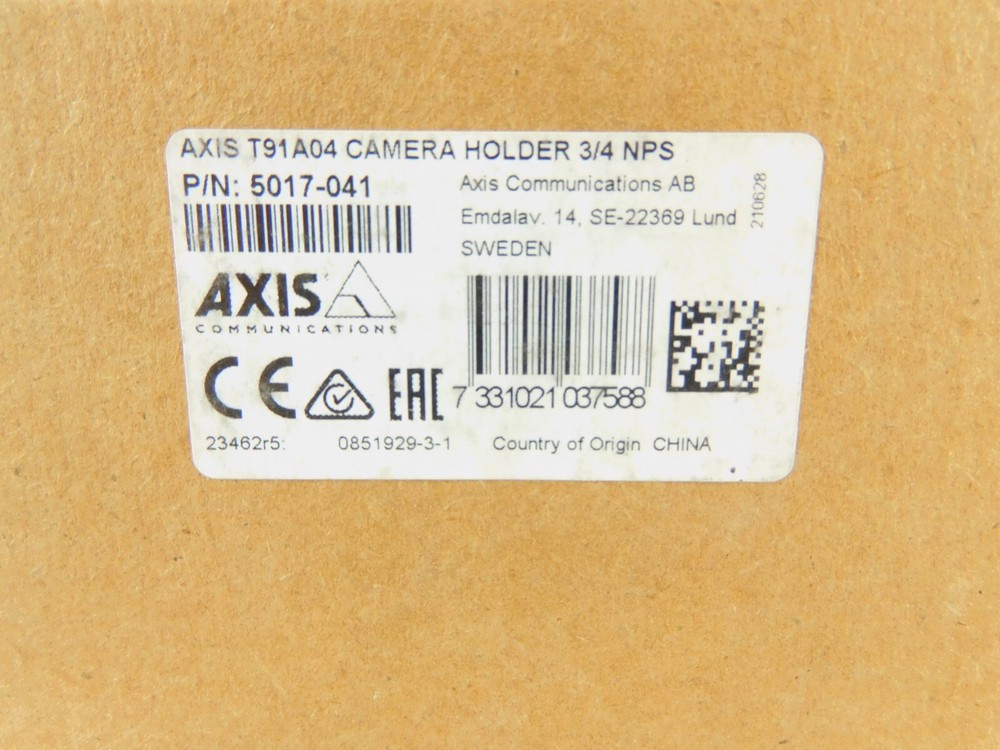 AXIS T91A04 CAMERA HOLDER 3/4 NPS
P/N: 5017-041
Axis Communications AB
Emdalav. 14, SE-22369 Lund
SWEDEN
210628
AXIS
COMMUNICATIONS
CE
EAC
7 331021 037588
23462r5: 0851929-3-1 Country of Origin CHINA